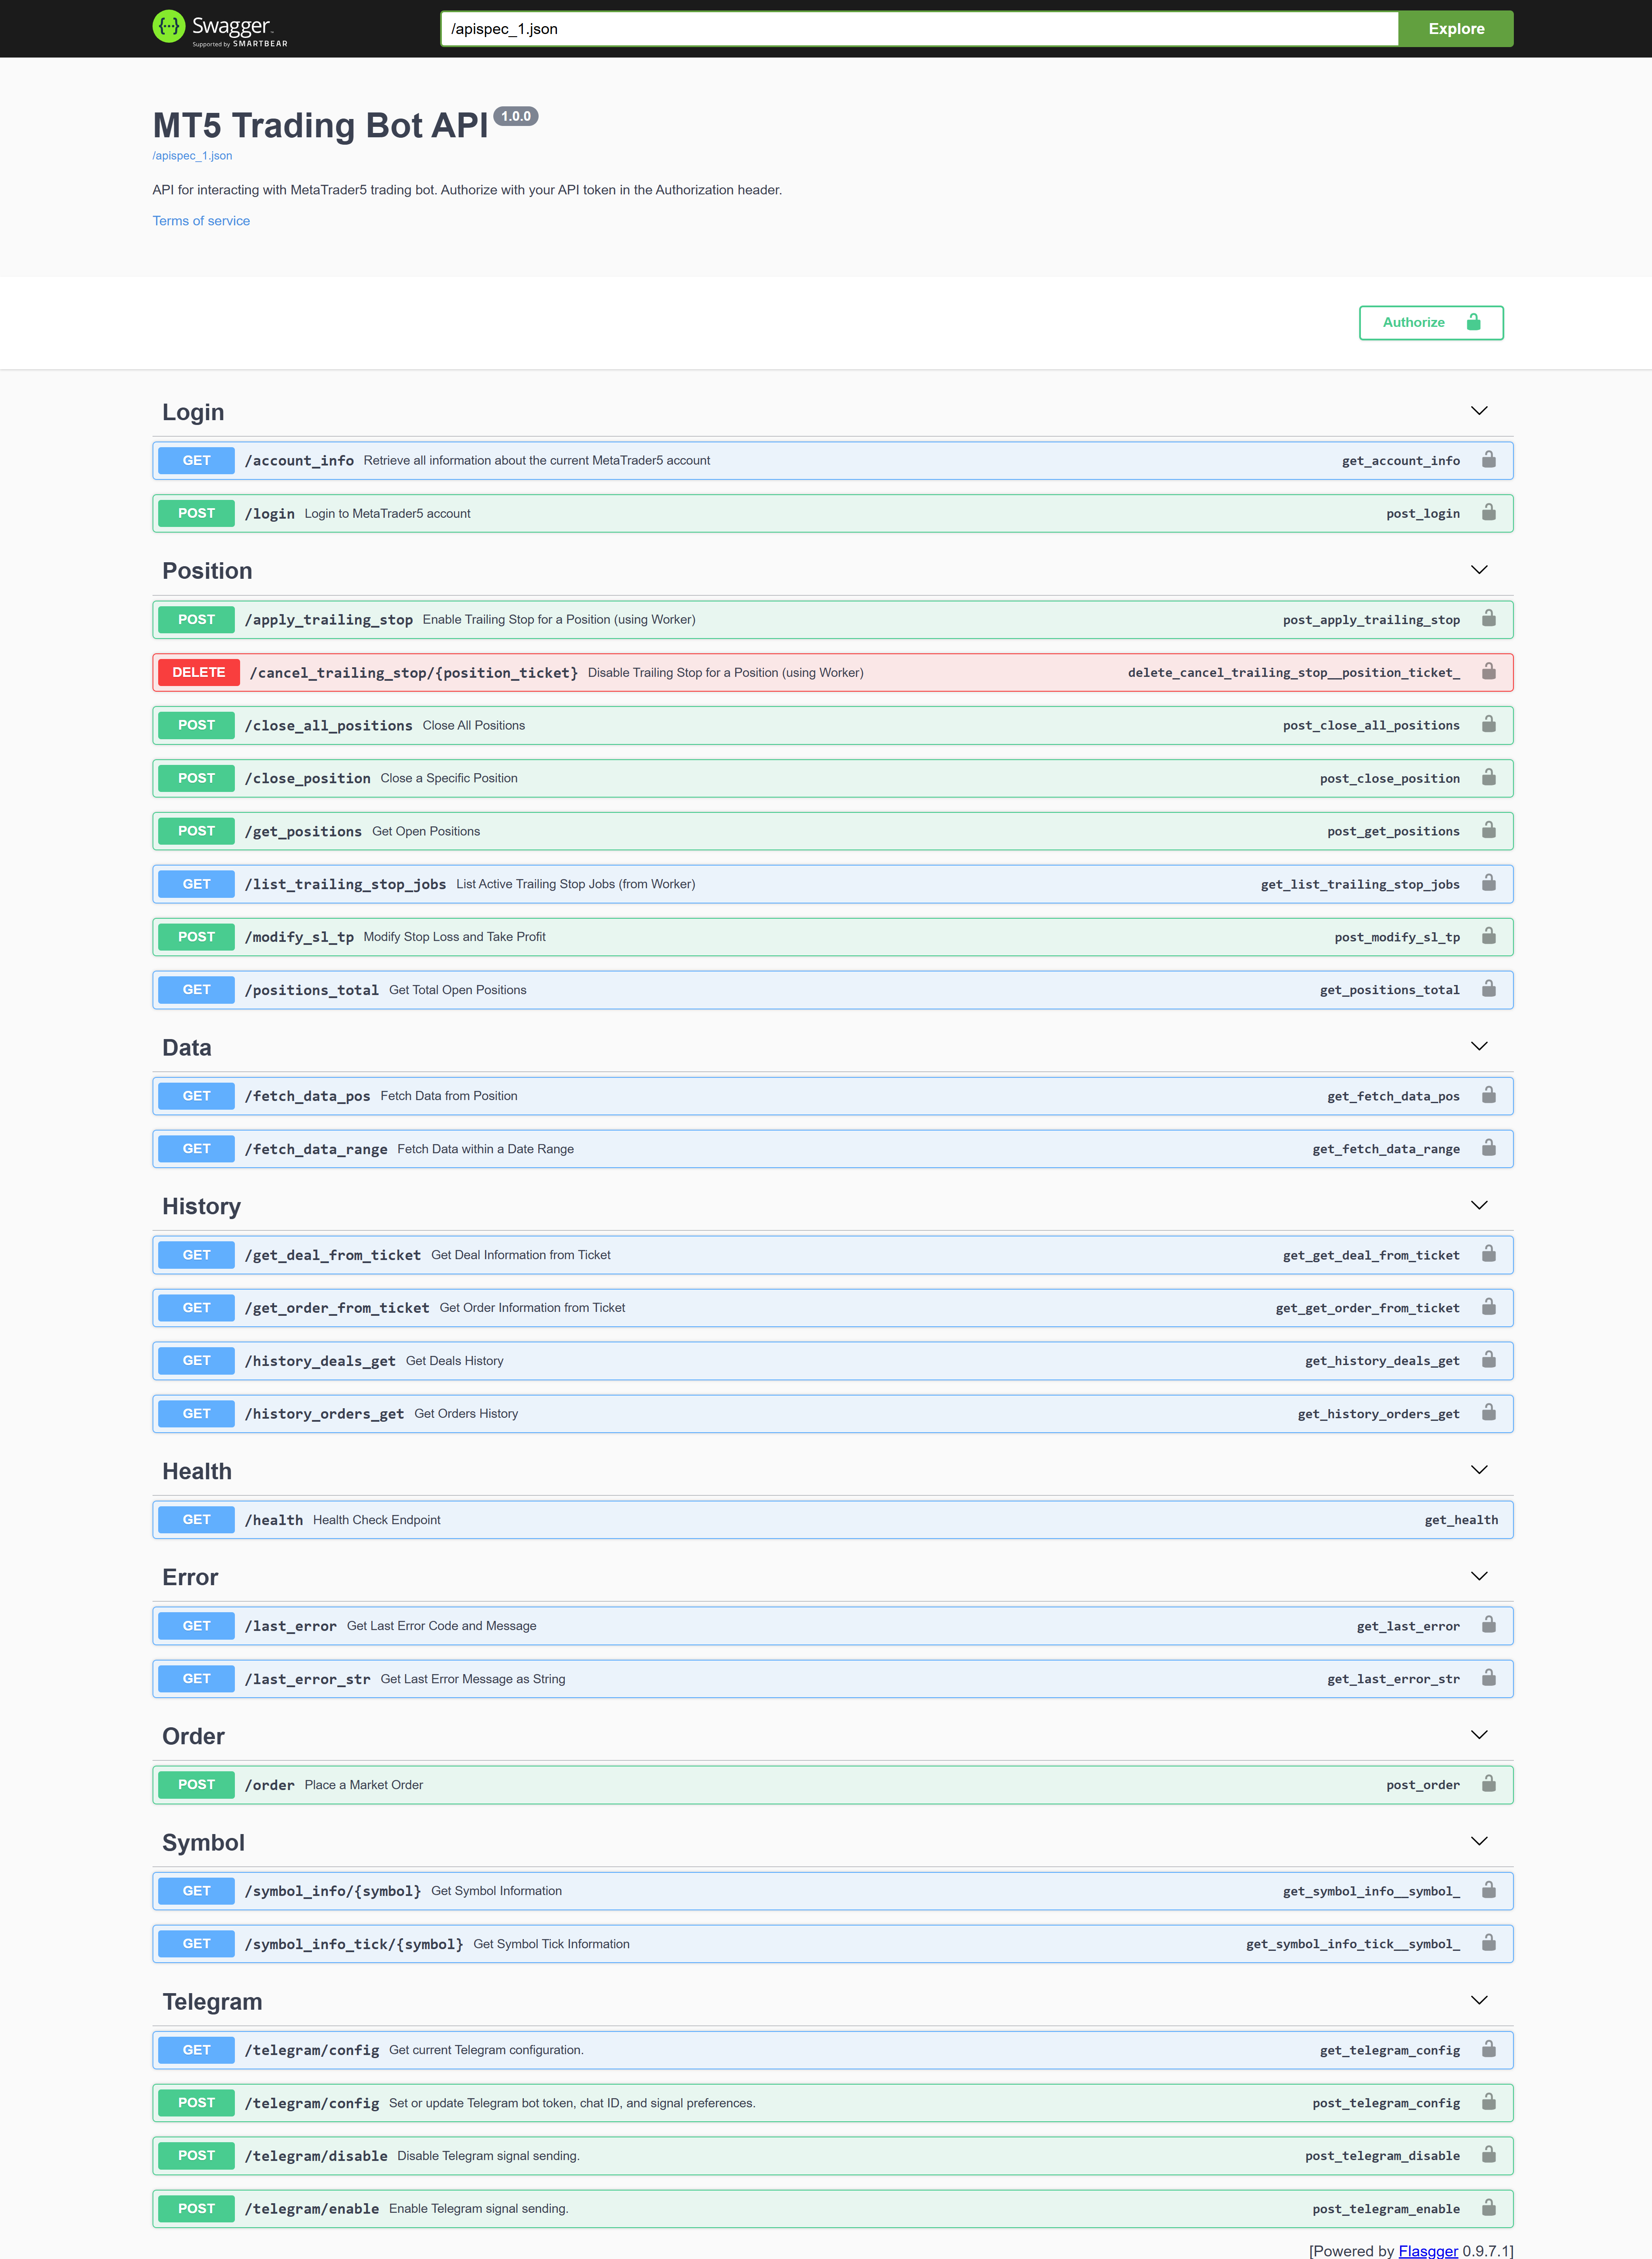 Swagger
Supported by SMARTBEAR
/apispec_1.json
Explore
MT5 Trading Bot API 1.0.0
/apispec_1.json
API for interacting with MetaTrader5 trading bot. Authorize with your API token in the Authorization header.
Terms of service
Authorize
Login
GET /account_info Retrieve all information about the current MetaTrader5 account get_account_info
POST /login Login to MetaTrader5 account post_login
Position
POST /apply_trailing_stop Enable Trailing Stop for a Position (using Worker) post_apply_trailing_stop
DELETE /cancel_trailing_stop/{position_ticket} Disable Trailing Stop for a Position (using Worker) delete_cancel_trailing_stop__position_ticket_
POST /close_all_positions Close All Positions post_close_all_positions
POST /close_position Close a Specific Position post_close_position
POST /get_positions Get Open Positions post_get_positions
GET /list_trailing_stop_jobs List Active Trailing Stop Jobs (from Worker) get_list_trailing_stop_jobs
POST /modify_sl_tp Modify Stop Loss and Take Profit post_modify_sl_tp
GET /positions_total Get Total Open Positions get_positions_total
Data
GET /fetch_data_pos Fetch Data from Position get_fetch_data_pos
GET /fetch_data_range Fetch Data within a Date Range get_fetch_data_range
History
GET /get_deal_from_ticket Get Deal Information from Ticket get_get_deal_from_ticket
GET /get_order_from_ticket Get Order Information from Ticket get_get_order_from_ticket
GET /history_deals_get Get Deals History get_history_deals_get
GET /history_orders_get Get Orders History get_history_orders_get
Health
GET /health Health Check Endpoint get_health
Error
GET /last_error Get Last Error Code and Message get_last_error
GET /last_error_str Get Last Error Message as String get_last_error_str
Order
POST /order Place a Market Order post_order
Symbol
GET /symbol_info/{symbol} Get Symbol Information get_symbol_info__symbol_
GET /symbol_info_tick/{symbol} Get Symbol Tick Information get_symbol_info_tick__symbol_
Telegram
GET /telegram/config Get current Telegram configuration. get_telegram_config
POST /telegram/config Set or update Telegram bot token, chat ID, and signal preferences. post_telegram_config
POST /telegram/disable Disable Telegram signal sending. post_telegram_disable
POST /telegram/enable Enable Telegram signal sending. post_telegram_enable
[Powered by Flasgger 0.9.7.1]